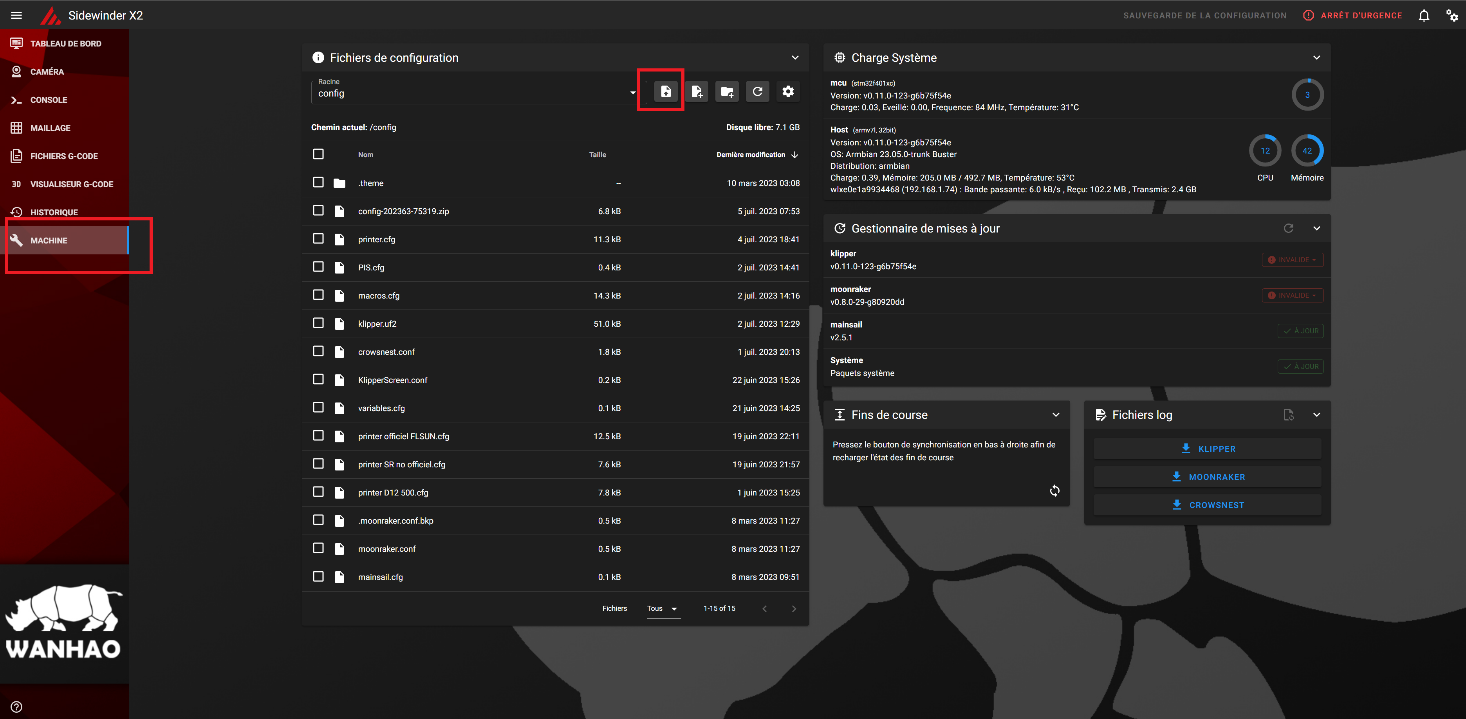 Sidewinder X2
SAUVEGARDE DE LA CONFIGURATION
ARRÊT D'URGENCE
TABLEAU DE BORD
CAMÉRA
CONSOLE
MAILLAGE
FICHIERS G-CODE
3D VISUALISEUR G-CODE
HISTORIQUE
MACHINE
WANHAO
Fichiers de configuration
Racine
config
Chemin actuel: /config Disque libre: 7.1 GB
Nom Taille Dernière modification
.theme -- 10 mars 2023 03:08
config-202363-75319.zip 6.8 kB 5 juil. 2023 07:53
printer.cfg 11.3 kB 4 juil. 2023 18:41
PIS.cfg 0.4 kB 2 juil. 2023 14:41
macros.cfg 14.3 kB 2 juil. 2023 14:16
klipper.uf2 51.0 kB 2 juil. 2023 12:29
crowsnest.conf 1.8 kB 1 juil. 2023 20:13
KlipperScreen.conf 0.2 kB 22 juin 2023 15:26
variables.cfg 0.1 kB 21 juin 2023 14:25
printer officiel FLSUN.cfg 12.5 kB 19 juin 2023 22:11
printer SR no officiel.cfg 7.6 kB 19 juin 2023 21:57
printer D12 500.cfg 7.8 kB 1 juin 2023 15:25
.moonraker.conf.bkp 0.5 kB 8 mars 2023 11:27
moonraker.conf 0.5 kB 8 mars 2023 11:27
mainsail.cfg 0.1 kB 8 mars 2023 09:51
Fichiers Tous 1-15 of 15
Charge Système
mcu (stm32f401xc)
Version: v0.11.0-123-g6b75f54e
Charge: 0.03, Eveillé: 0.00, Frequence: 84 MHz, Température: 31°C
3
Host (armv7l, 32bit)
Version: v0.11.0-123-g6b75f54e
OS: Armbian 23.05.0-trunk Buster
Distribution: armbian
Charge: 0.39, Mémoire: 205.0 MB / 492.7 MB, Température: 53°C
wlxe0e1a9934468 (192.168.1.74) : Bande passante: 6.0 kB/s , Reçu: 102.2 MB , Transmis: 2.4 GB
12 42
CPU Mémoire
Gestionnaire de mises à jour
klipper
v0.11.0-123-g6b75f54e
INVALIDE
moonraker
v0.8.0-29-g80920dd
INVALIDE
mainsail
v2.5.1
À JOUR
Système
Paquets système
À JOUR
Fins de course
Pressez le bouton de synchronisation en bas à droite afin de
recharger l'état des fin de course
Fichiers log
KLIPPER
MOONRAKER
CROWSNEST